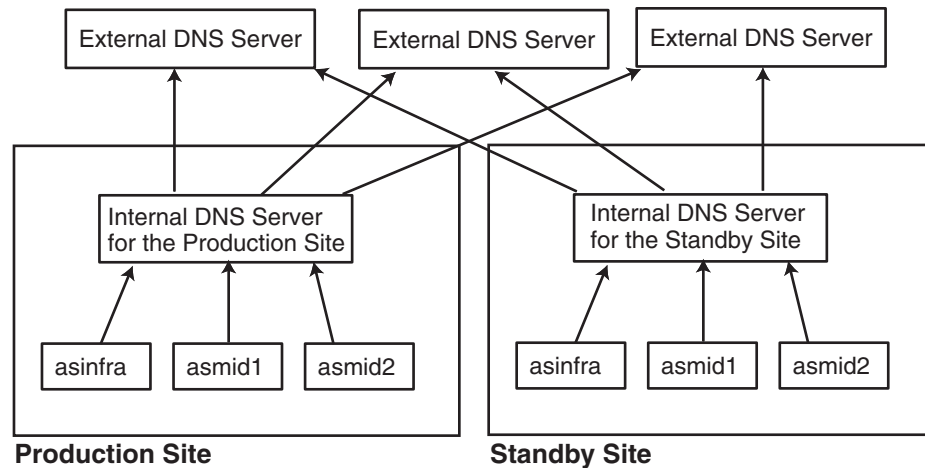 External DNS Server
External DNS Server
External DNS Server
Internal DNS Server
for the Production Site
Internal DNS Server
for the Standby Site
asinfra
asmid1
asmid2
asinfra
asmid1
asmid2
Production Site
Standby Site